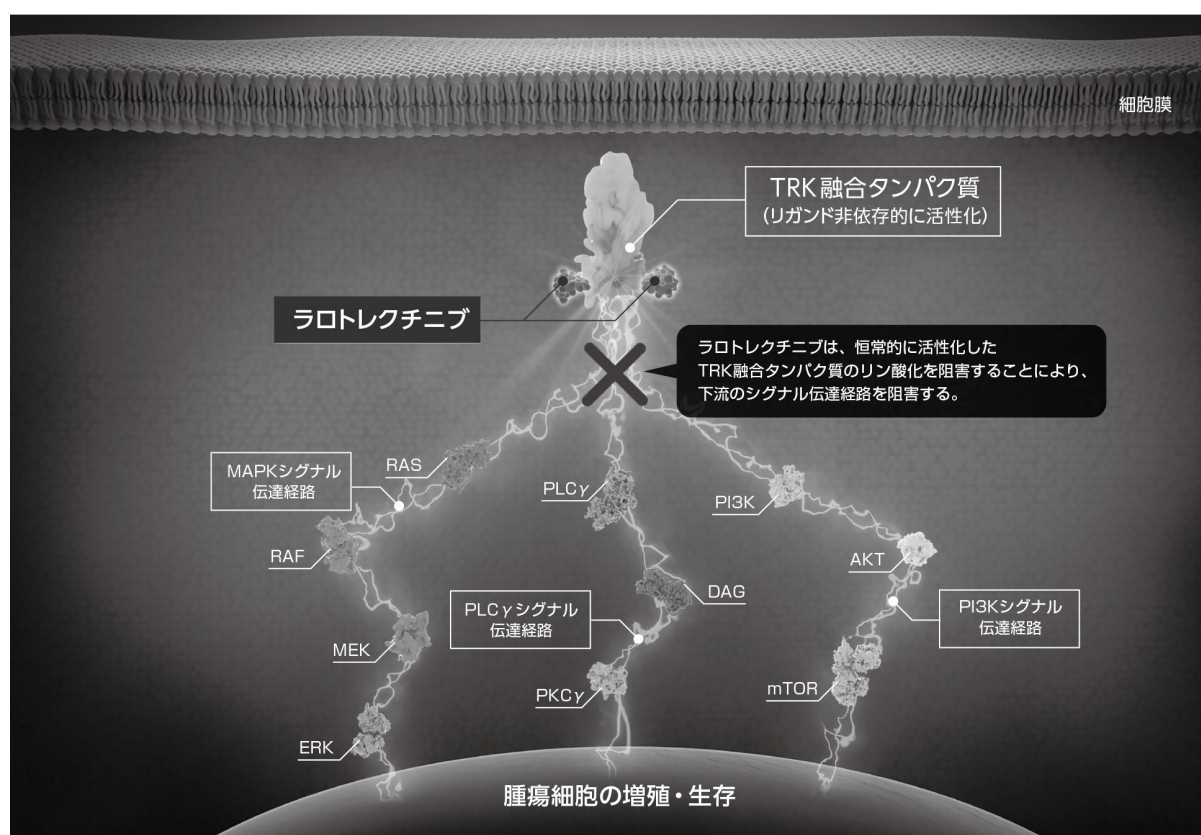 細胞膜
TRK融合タンパク質
(リガンド非依存的に活性化)
ラロトレクチニブ
ラロトレクチニブは、恒常的に活性化した
TRK融合タンパク質のリン酸化を阻害することにより、
下流のシグナル伝達経路を阻害する。
MAPKシグナル
伝達経路
RAS
PLCγ
PI3K
RAF
AKT
DAG
PLCγシグナル
伝達経路
PI3Kシグナル
伝達経路
MEK
PKCγ
mTOR
ERK
腫瘍細胞の増殖・生存